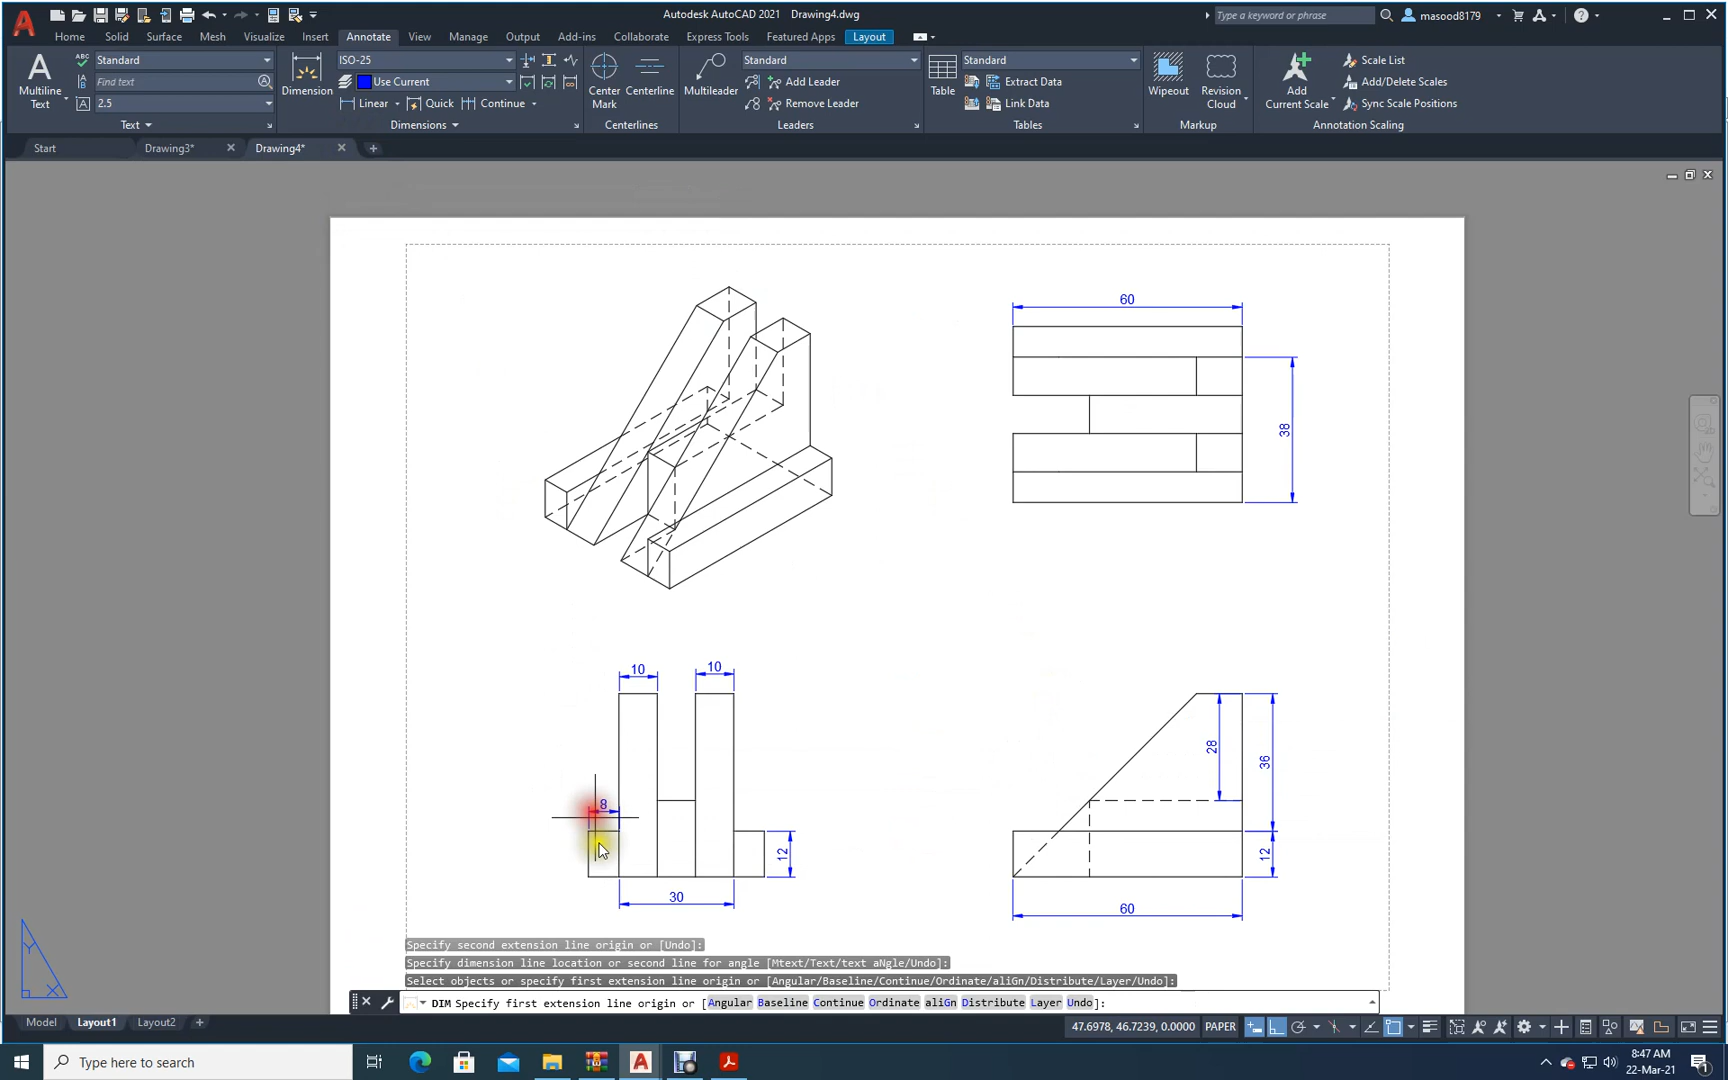 Autodesk AutoCAD 2021 Drawing4.dwg
Type a keyword or phrase
masood8179
Home Solid Surface Mesh Visualize Insert Annotate View Manage Output Add-ins Collaborate Express Tools Featured Apps Layout
Standard
Find text
2.5
Multiline
Text
Text
Dimension
ISO-25
Use Current
Linear Quick Continue
Dimensions
Center
Mark
Centerline
Centerlines
Multileader
Standard
Add Leader
Remove Leader
Leaders
Table
Standard
Extract Data
Link Data
Tables
Wipeout
Revision
Cloud
Markup
Add
Current Scale
Scale List
Add/Delete Scales
Sync Scale Positions
Annotation Scaling
Start Drawing3* Drawing4*
60
38
10 10
8
12
30
28
36
12
60
Y
X
Specify second extension line origin or [Undo]:
Specify dimension line location or second line for angle [Mtext/Text/text aNgle/Undo]:
Select objects or specify first extension line origin or [Angular/Baseline/Continue/Ordinate/aliGn/Distribute/Layer/Undo]:
DIM Specify first extension line origin or [Angular Baseline Continue Ordinate aliGn Distribute Layer Undo]:
Model Layout1 Layout2
47.6978, 46.7239, 0.0000 PAPER
Type here to search
8:47 AM
22-Mar-21
1